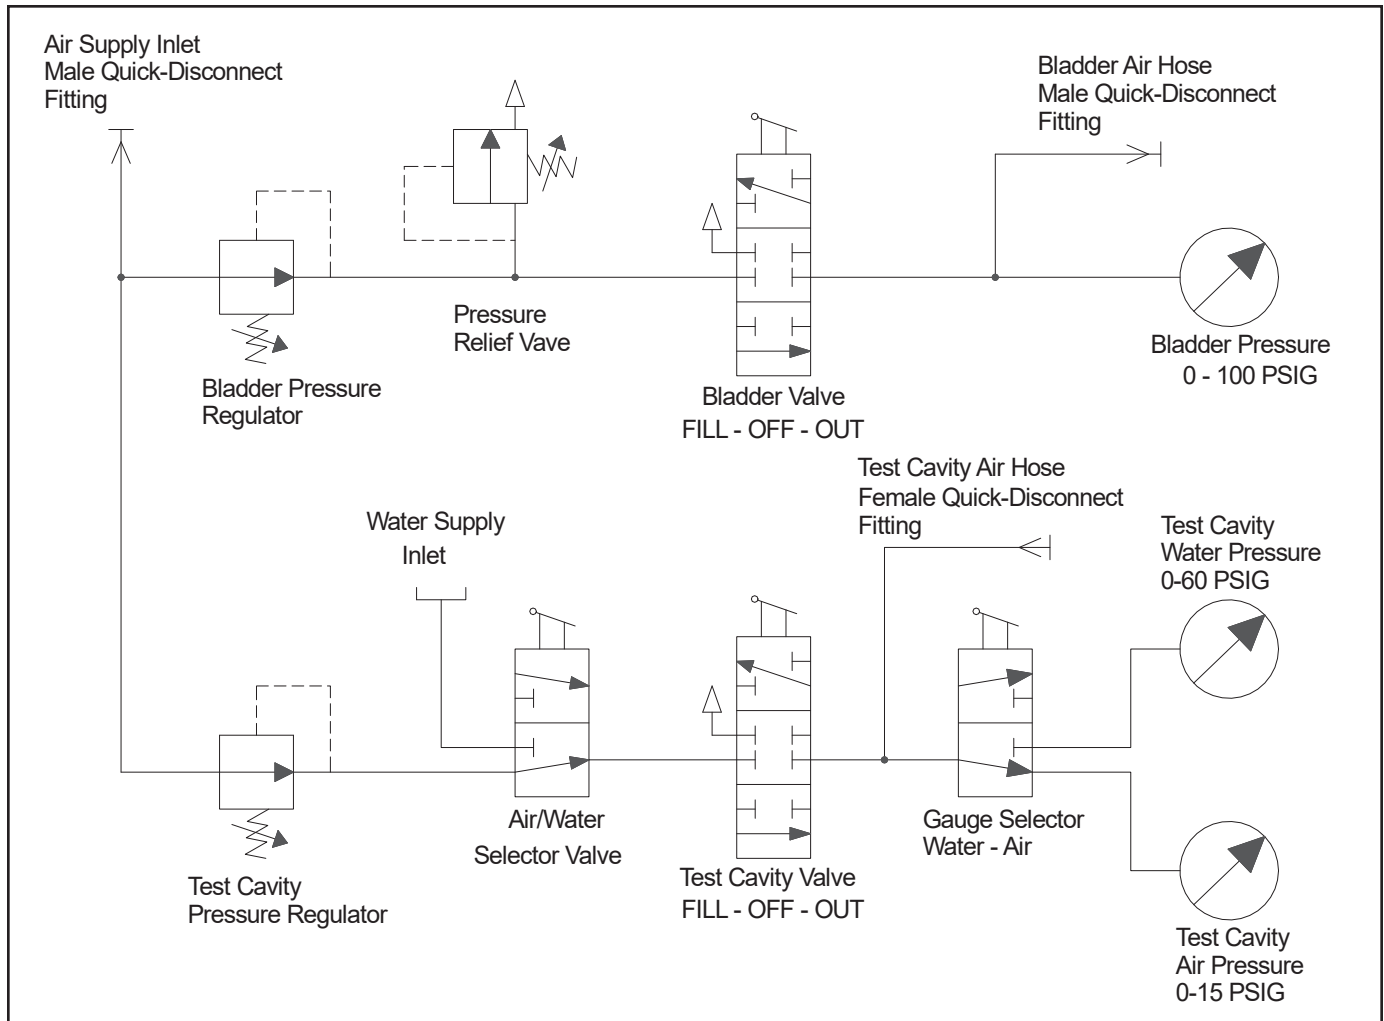 Air Supply Inlet
Male Quick-Disconnect
Fitting
Bladder Air Hose
Male Quick-Disconnect
Fitting
Pressure
Relief Vave
Bladder Pressure
Regulator
Bladder Valve
FILL - OFF - OUT
Bladder Pressure
0 - 100 PSIG
Test Cavity Air Hose
Female Quick-Disconnect
Fitting
Water Supply
Inlet
Test Cavity
Water Pressure
0-60 PSIG
Air/Water
Selector Valve
Test Cavity Valve
FILL - OFF - OUT
Gauge Selector
Water - Air
Test Cavity
Pressure Regulator
Test Cavity
Air Pressure
0-15 PSIG